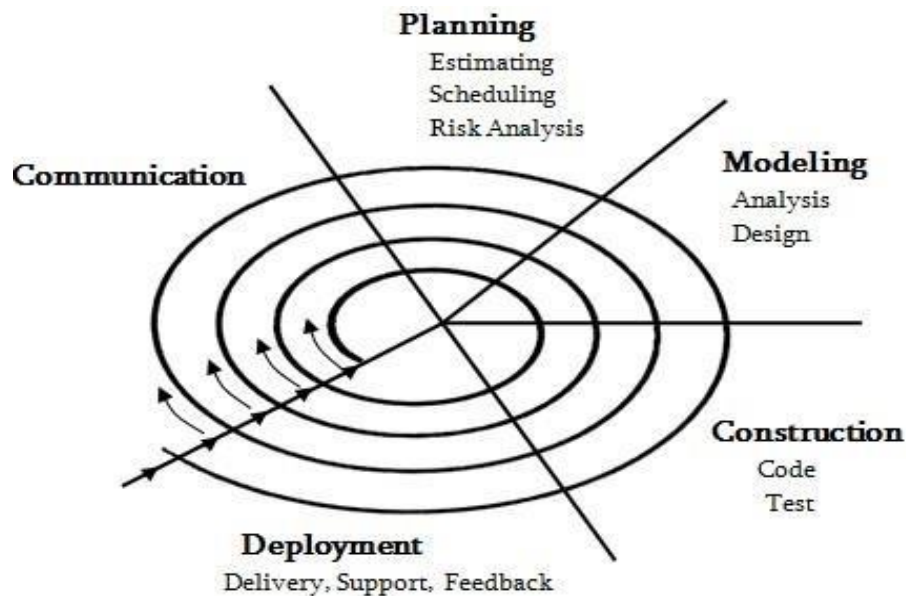 Planning
Estimating
Scheduling
Risk Analysis
Communication
Modeling
Analysis
Design
Construction
Code
Test
Deployment
Delivery, Support, Feedback